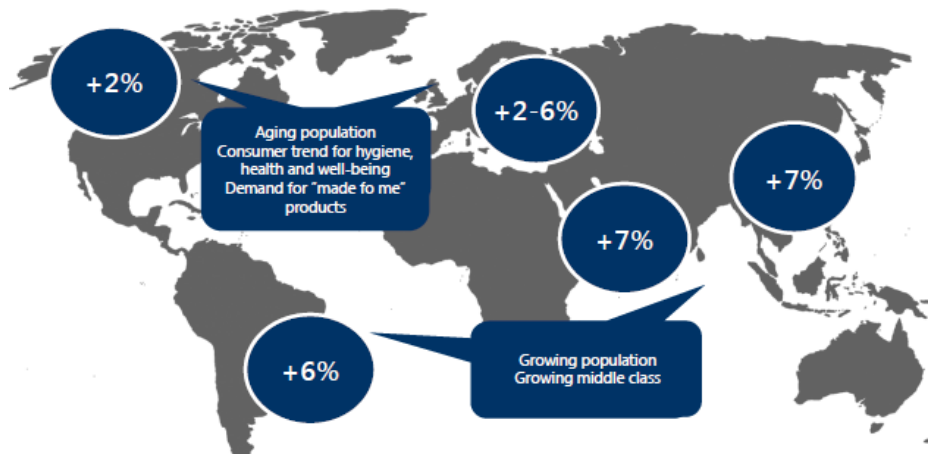 +2%
Aging population
Consumer trend for hygiene,
health and well-being
Demand for "made fo me"
products
+2-6%
+7%
+7%
+6%
Growing population
Growing middle class